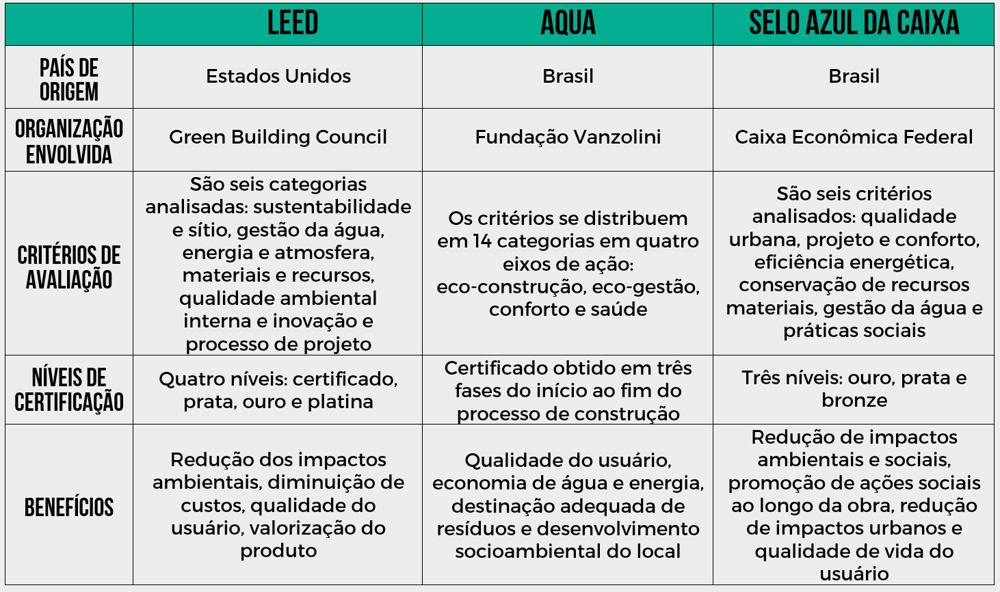 LEED
AQUA
SELO AZUL DA CAIXA
PAÍS DE
ORIGEM
Estados Unidos
Brasil
Brasil
ORGANIZAÇÃO
ENVOLVIDA
Green Building Council
Fundação Vanzolini
Caixa Econômica Federal
CRITÉRIOS DE
AVALIAÇÃO
São seis categorias
analisadas: sustentabilidade
e sítio, gestão da água,
energia e atmosfera,
materiais e recursos,
qualidade ambiental
interna e inovação e
processo de projeto
Os critérios se distribuem
em 14 categorias em quatro
eixos de ação:
eco-construção, eco-gestão,
conforto e saúde
São seis critérios
analisados: qualidade
urbana, projeto e conforto,
eficiência energética,
conservação de recursos
materiais, gestão da água e
práticas sociais
NÍVEIS DE
CERTIFICAÇÃO
Quatro níveis: certificado,
prata, ouro e platina
Certificado obtido em três
fases do início ao fim do
processo de construção
Três níveis: ouro, prata e
bronze
BENEFÍCIOS
Redução dos impactos
ambientais, diminuição de
custos, qualidade do
usuário, valorização do
produto
Qualidade do usuário,
economia de água e energia,
destinação adequada de
resíduos e desenvolvimento
socioambiental do local
Redução de impactos
ambientais e sociais,
promoção de ações sociais
ao longo da obra, redução
de impactos urbanos e
qualidade de vida do
usuário